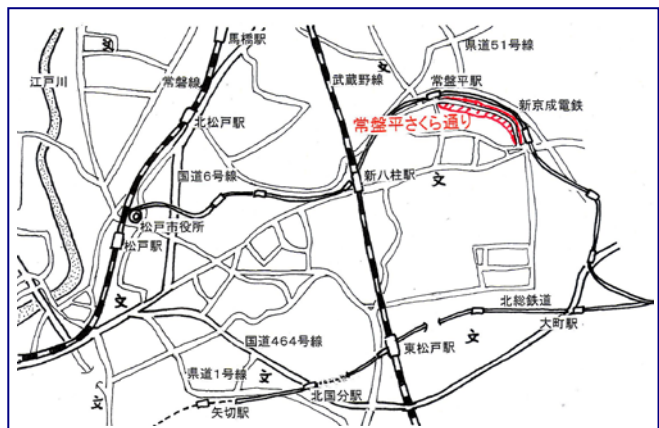 馬橋駅
県道51号線
江戸川
常磐線
武蔵野線
常盤平駅
新京成電鉄
北松戸駅
常盤平さくら通り
国道6号線
新八柱駅
文
文
松戸市役所
松戸駅
文
北総鉄道
大町駅
国道464号線
文
東松戸駅
県道1号線
文
北国分駅
文
矢切駅